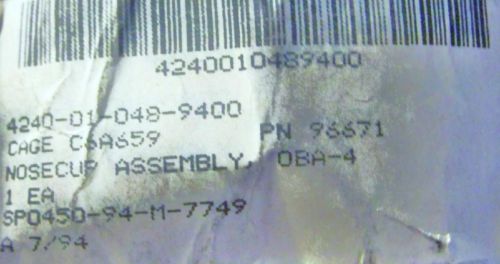 4240010489400
4240-01-048-9400
CAGE C6A659 PN 96671
NOSECUP ASSEMBLY, OBA-4
1 EA
SPO450-94-M-7749
A 7/94